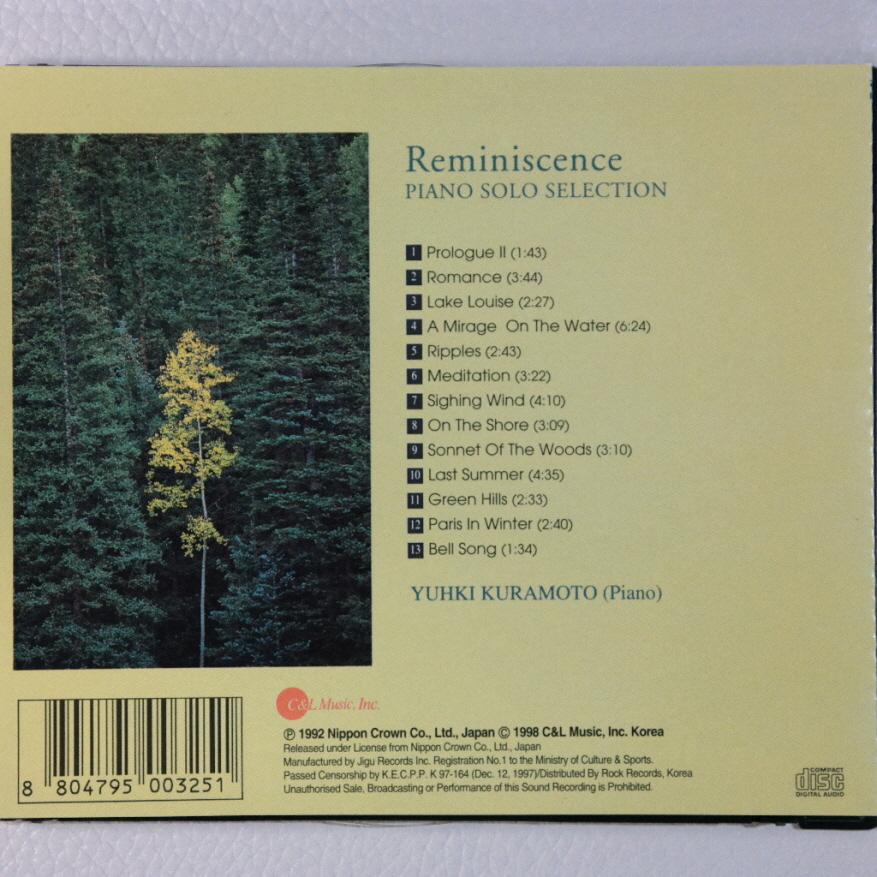 Reminiscence
PIANO SOLO SELECTION
1 Prologue II (1:43)
2 Romance (3:44)
3 Lake Louise (2:27)
4 A Mirage On The Water (6:24)
5 Ripples (2:43)
6 Meditation (3:22)
7 Sighing Wind (4:10)
8 On The Shore (3:09)
9 Sonnet Of The Woods (3:10)
10 Last Summer (4:35)
11 Green Hills (2:33)
12 Paris In Winter (2:40)
13 Bell Song (1:34)
YUHKI KURAMOTO (Piano)
C&L Music, Inc.
℗ 1992 Nippon Crown Co., Ltd., Japan © 1998 C&L Music, Inc. Korea
Released under License from Nippon Crown Co., Ltd., Japan
Manufactured by Jigu Records Inc. Registration No.1 to the Ministry of Culture & Sports.
Passed Censorship by K.E.C.P.P. K 97-164 (Dec. 12, 1997)/Distributed By Rock Records, Korea
Unauthorised Sale, Broadcasting or Performance of this Sound Recording is Prohibited.
8 804795 003251
COMPACT
disc
DIGITAL AUDIO